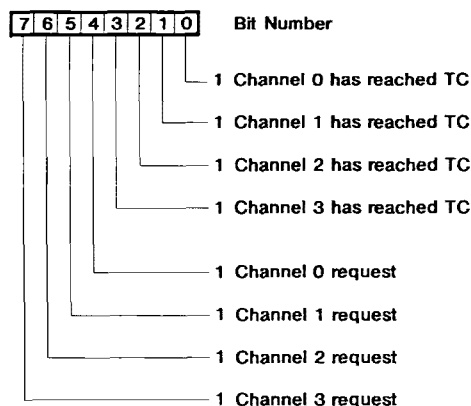 7 6 5 4 3 2 1 0 Bit Number
1 Channel 0 has reached TC
1 Channel 1 has reached TC
1 Channel 2 has reached TC
1 Channel 3 has reached TC
1 Channel 0 request
1 Channel 1 request
1 Channel 2 request
1 Channel 3 request